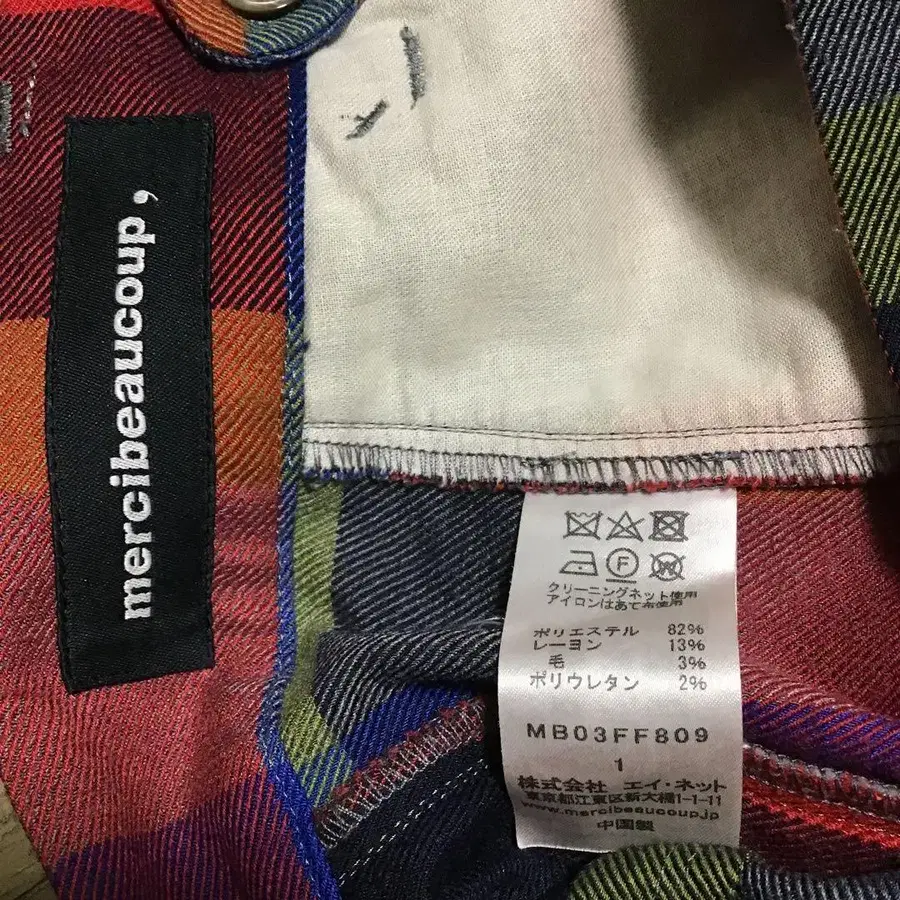 mercibeaucoup,
F
W
クリーニングネット使用
アイロンはあて布使用
ポリエステル 82%
レーヨン 13%
毛 3%
ポリウレタン 2%
MB03FF809
1
株式会社 エイ・ネット
東京都江東区新大橋1-1-11
www.mercibeaucoup.jp
中国製